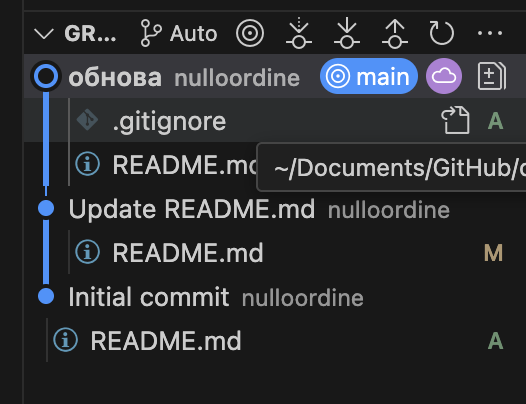 GR... Auto
обнова nulloordine main
.gitignore A
README.md
~/Documents/GitHub/
Update README.md nulloordine
README.md M
Initial commit nulloordine
README.md A